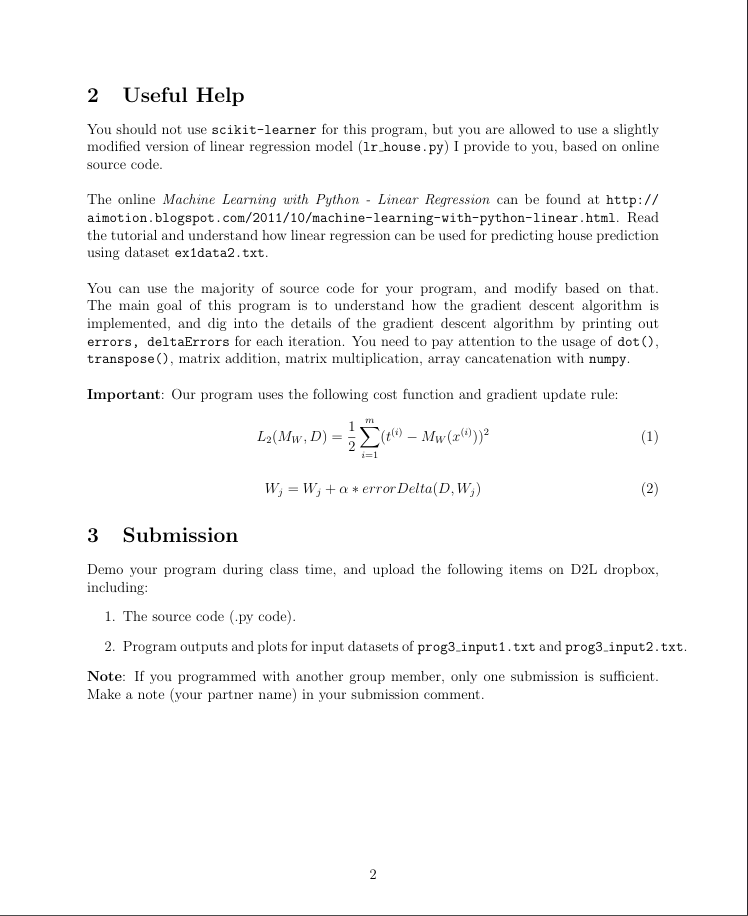 2 Useful Help
You should not use scikit-learner for this program, but you are allowed to use a slightly
modified version of linear regression model (lr_house.py) I provide to you, based on online
source code.
The online Machine Learning with Python - Linear Regression can be found at http://
aimotion.blogspot.com/2011/10/machine-learning-with-python-linear.html. Read
the tutorial and understand how linear regression can be used for predicting house prediction
using dataset ex1data2.txt.
You can use the majority of source code for your program, and modify based on that.
The main goal of this program is to understand how the gradient descent algorithm is
implemented, and dig into the details of the gradient descent algorithm by printing out
errors, deltaErrors for each iteration. You need to pay attention to the usage of dot(),
transpose(), matrix addition, matrix multiplication, array cancatenation with numpy.
Important: Our program uses the following cost function and gradient update rule:
L_2(M_W, D) = \frac{1}{2} \sum_{i=1}^{m} (t^{(i)} - M_W(x^{(i)}))^2 (1)
W_j = W_j + α ∗ errorDelta(D, W_j) (2)
3 Submission
Demo your program during class time, and upload the following items on D2L dropbox,
including:
1. The source code (.py code).
2. Program outputs and plots for input datasets of prog3_input1.txt and prog3_input2.txt.
Note: If you programmed with another group member, only one submission is sufficient.
Make a note (your partner name) in your submission comment.
2